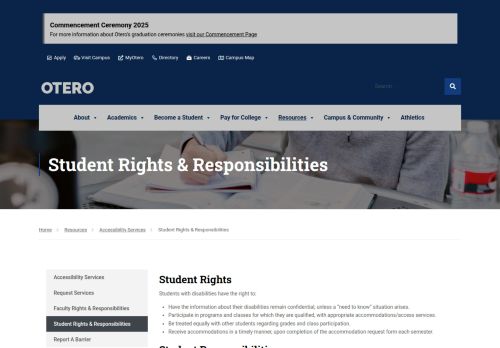 Commencement Ceremony 2025
For more information about Otero's graduation ceremonies visit our Commencement Page
Apply Visit Campus MyOtero Directory Careers Campus Map
OTERO
Search
About Academics Become a Student Pay for College Resources Campus & Community Athletics
Student Rights & Responsibilities
Home Resources Accessibility Services Student Rights & Responsibilities
Accessibility Services
Request Services
Faculty Rights & Responsibilities
Student Rights & Responsibilities
Report A Barrier
Student Rights
Students with disabilities have the right to:
Have the information about their disabilities remain confidential, unless a "need to know" situation arises.
Participate in programs and classes for which they are qualified, with appropriate accommodations/access services.
Be treated equally with other students regarding grades and class participation.
Receive accommodations in a timely manner, upon completion of the accommodation request form each semester.